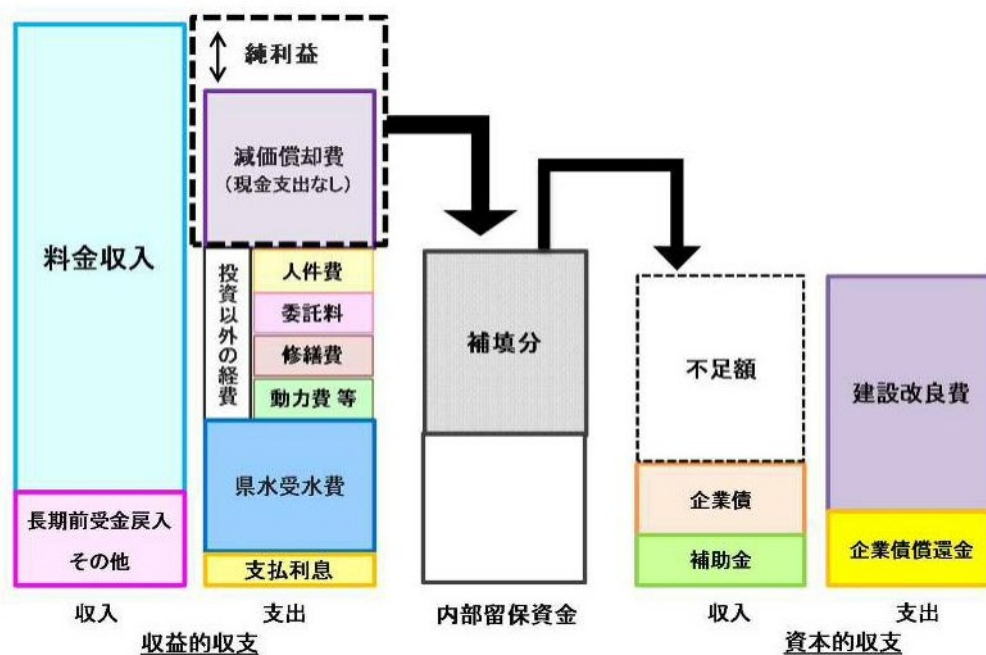 料金収入
長期前受金戻入
その他
純利益
減価償却費
（現金支出なし）
投資以外の経費
人件費
委託料
修繕費
動力費 等
県水受水費
支払利息
収入
支出
収益的収支
補填分
内部留保資金
不足額
企業債
補助金
建設改良費
企業債償還金
収入
支出
資本的収支